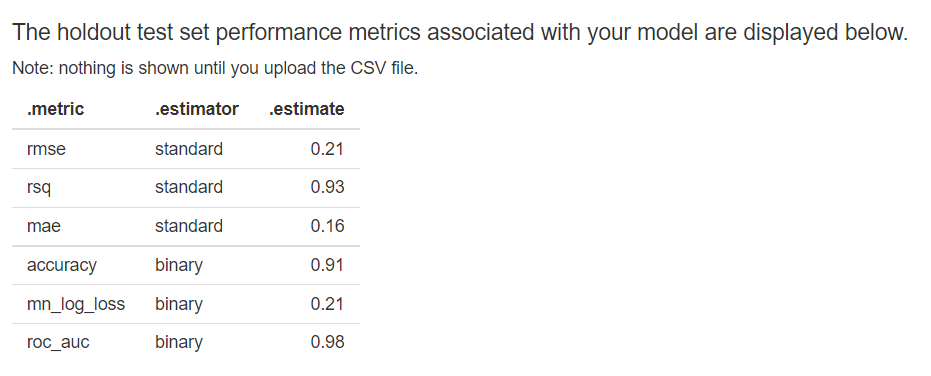 The holdout test set performance metrics associated with your model are displayed below.
Note: nothing is shown until you upload the CSV file.
.metric .estimator .estimate
rmse standard 0.21
rsq standard 0.93
mae standard 0.16
accuracy binary 0.91
mn_log_loss binary 0.21
roc_auc binary 0.98